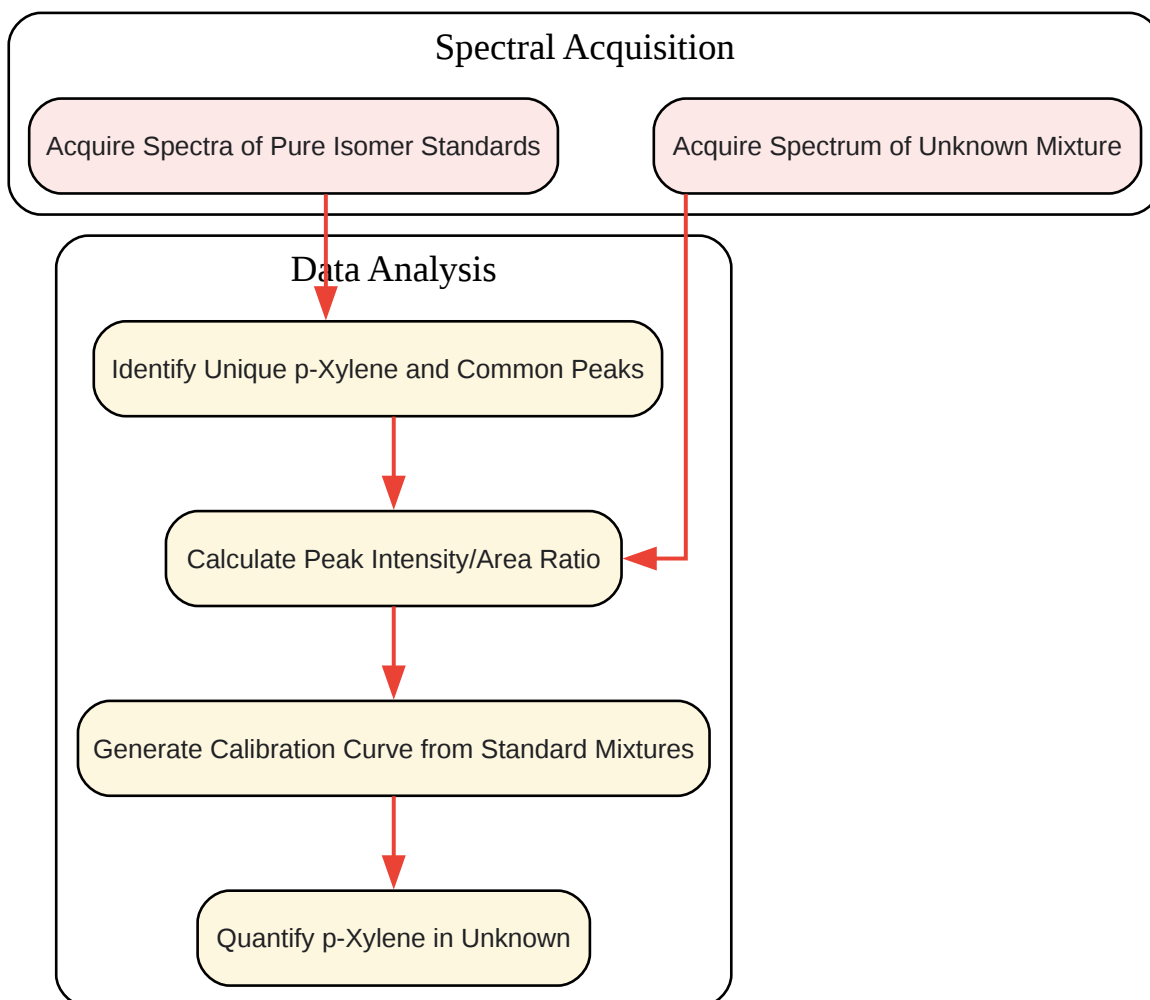 Spectral Acquisition
Acquire Spectra of Pure Isomer Standards
Acquire Spectrum of Unknown Mixture
Data Analysis
Identify Unique p-Xylene and Common Peaks
Calculate Peak Intensity/Area Ratio
Generate Calibration Curve from Standard Mixtures
Quantify p-Xylene in Unknown